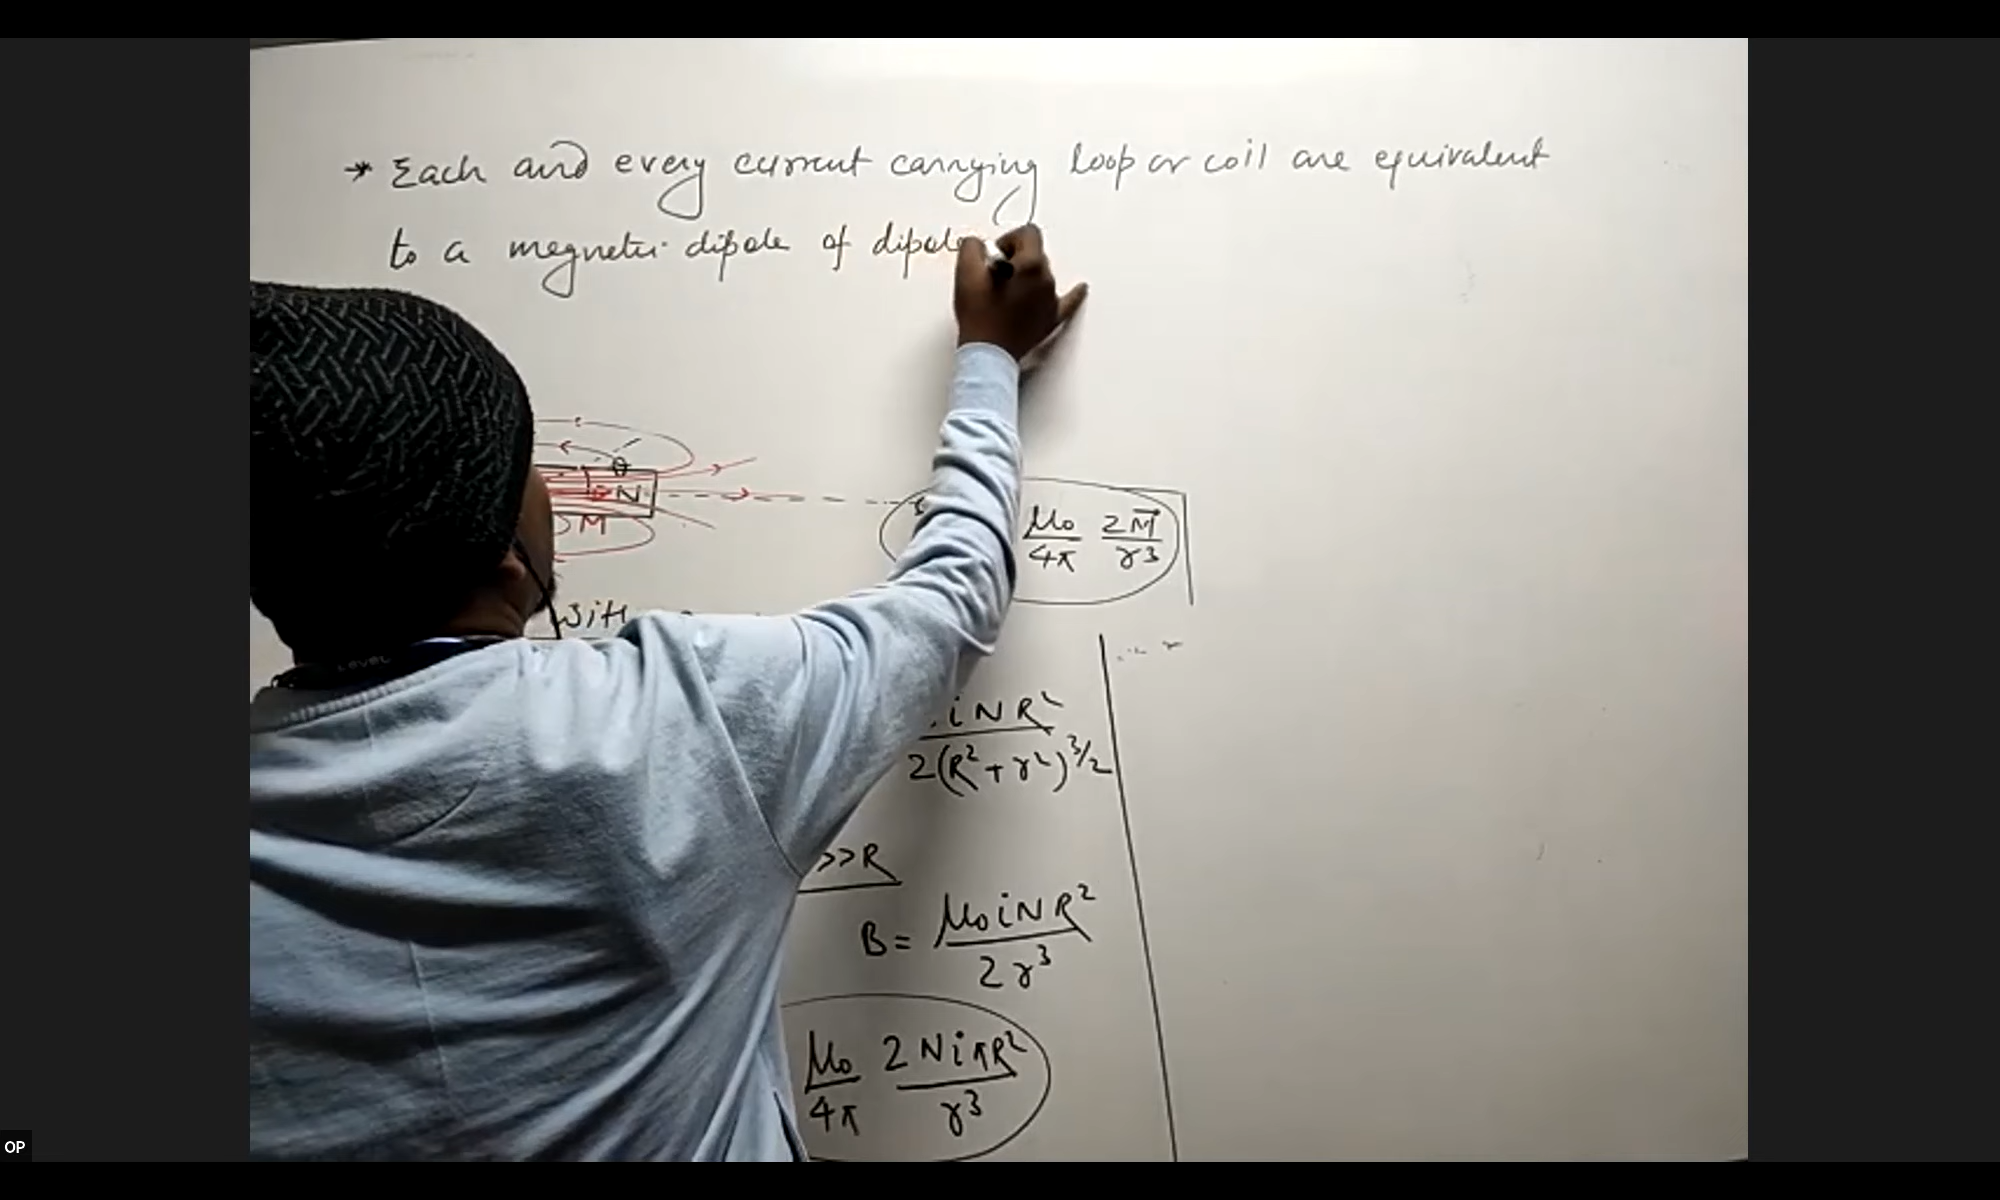 * Each and every current carrying loop or coil are equivalent
to a magnetic dipole of dipole
θ
N
M
μ₀/4π 2M⃗/r³
iNR²/2(R²+r²)^3/2
>>R
B = μ₀iNR²/2r³
μ₀/4π 2NiπR²/r³
LEVEL
OP